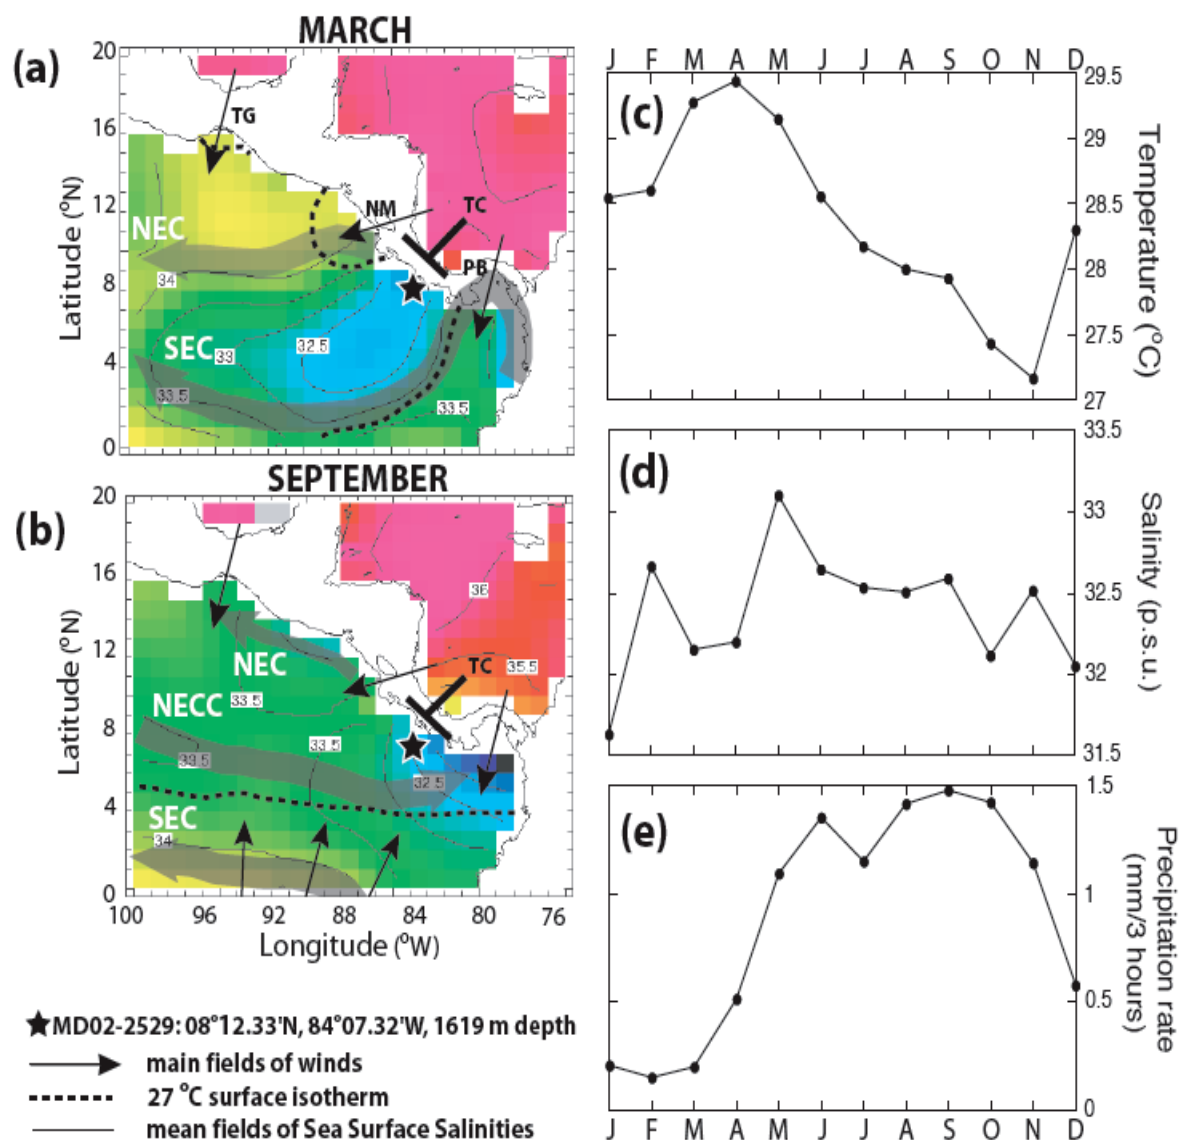 MARCH
(a)
20
16
12
8
4
0
Latitude (ºN)
TG
NM
TC
PB
NEC
34
SEC
33
32.5
33.5
33.5
SEPTEMBER
(b)
20
16
12
8
4
0
Latitude (ºN)
36
TC
35.5
NEC
33.5
NECC
33.5
33.5
32.5
SEC
34
100 96 92 88 84 80 76
Longitude (ºW)
★MD02-2529: 08°12.33'N, 84°07.32'W, 1619 m depth
main fields of winds
27 °C surface isotherm
mean fields of Sea Surface Salinities
J F M A M J J A S O N D
(c)
29.5
29
28.5
28
27.5
27
Temperature (°C)
(d)
33.5
33
32.5
32
31.5
Salinity (p.s.u.)
(e)
1.5
1
0.5
0
Precipitation rate
(mm/3 hours)
J F M A M J J A S O N D